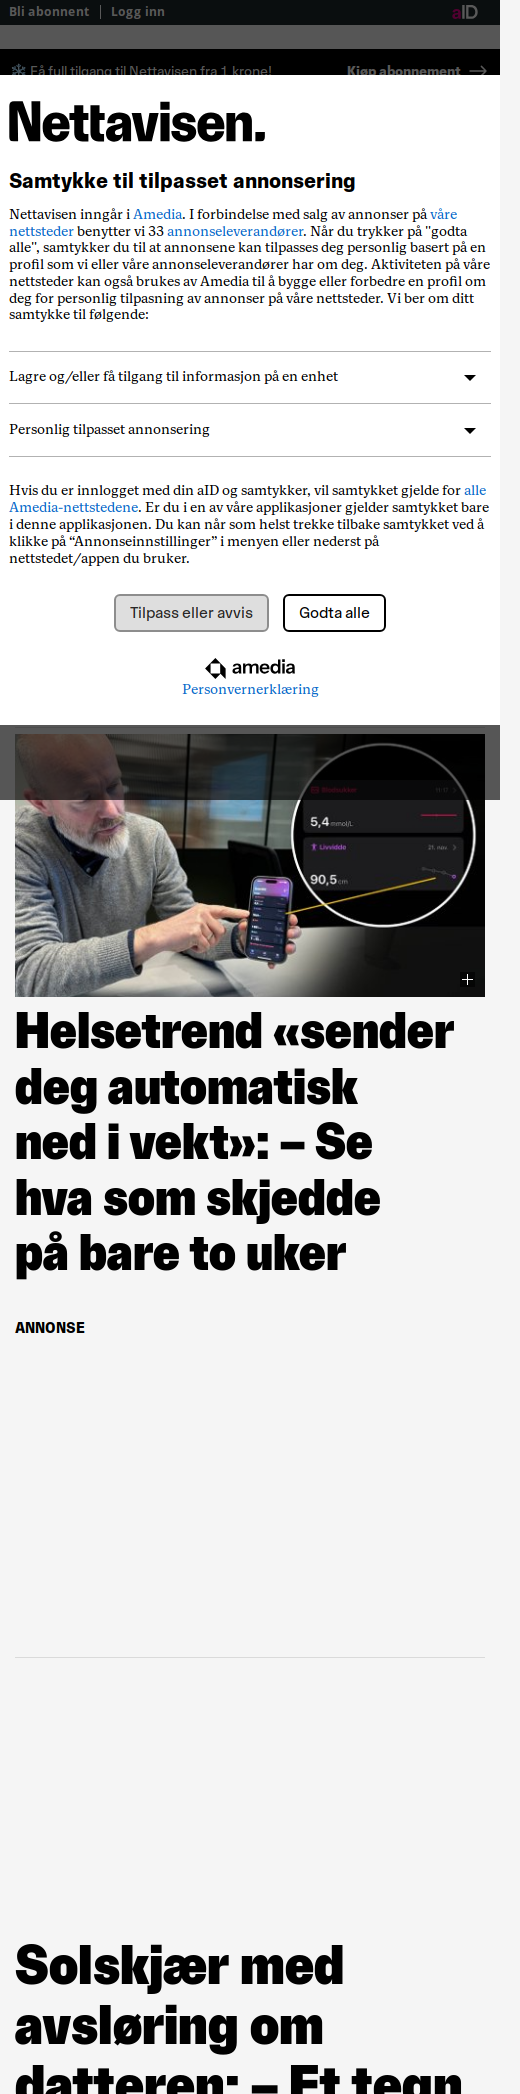 Bli abonnent | Logg inn
aID
Få full tilgang til Nettavisen fra 1 krone!
Kjøp abonnement
Nettavisen.
Samtykke til tilpasset annonsering
Nettavisen inngår i Amedia. I forbindelse med salg av annonser på våre
nettsteder benytter vi 33 annonseleverandører. Når du trykker på "godta
alle", samtykker du til at annonsene kan tilpasses deg personlig basert på en
profil som vi eller våre annonseleverandører har om deg. Aktiviteten på våre
nettsteder kan også brukes av Amedia til å bygge eller forbedre en profil om
deg for personlig tilpasning av annonser på våre nettsteder. Vi ber om ditt
samtykke til følgende:
Lagre og/eller få tilgang til informasjon på en enhet
Personlig tilpasset annonsering
Hvis du er innlogget med din aID og samtykker, vil samtykket gjelde for alle
Amedia-nettstedene. Er du i en av våre applikasjoner gjelder samtykket bare
i denne applikasjonen. Du kan når som helst trekke tilbake samtykket ved å
klikke på “Annonseinnstillinger” i menyen eller nederst på
nettstedet/appen du bruker.
Tilpass eller avvis
Godta alle
amedia
Personvernerklæring
5,4 mmol/L
Livvidde
21. nov
90,5 cm
Helsetrend «sender
deg automatisk
ned i vekt»: – Se
hva som skjedde
på bare to uker
ANNONSE
Solskjær med
avsløring om
datteren: – Et tegn